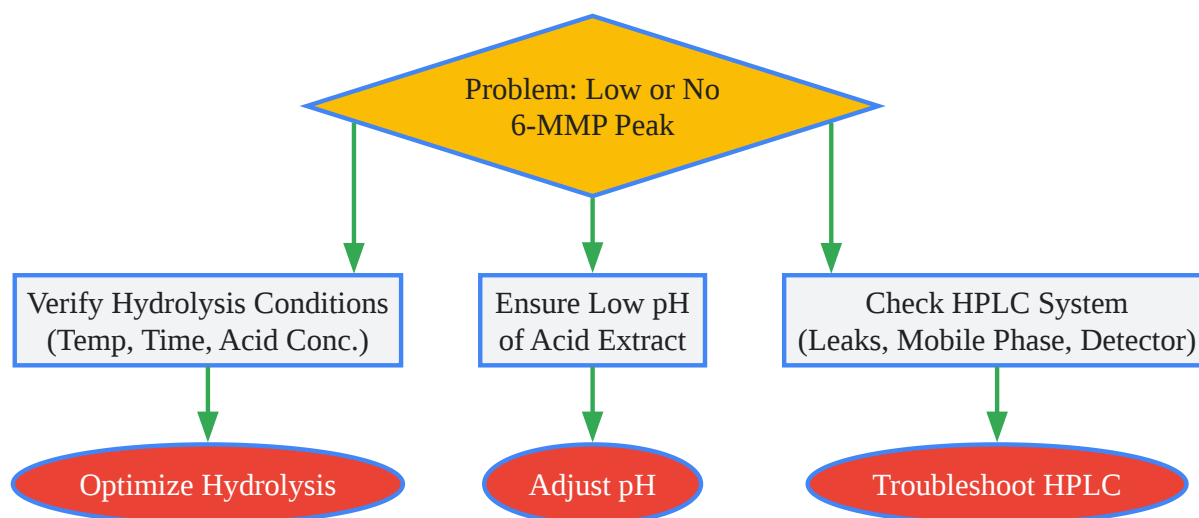 Problem: Low or No
6-MMP Peak
Verify Hydrolysis Conditions
(Temp, Time, Acid Conc.)
Ensure Low pH
of Acid Extract
Check HPLC System
(Leaks, Mobile Phase, Detector)
Optimize Hydrolysis
Adjust pH
Troubleshoot HPLC